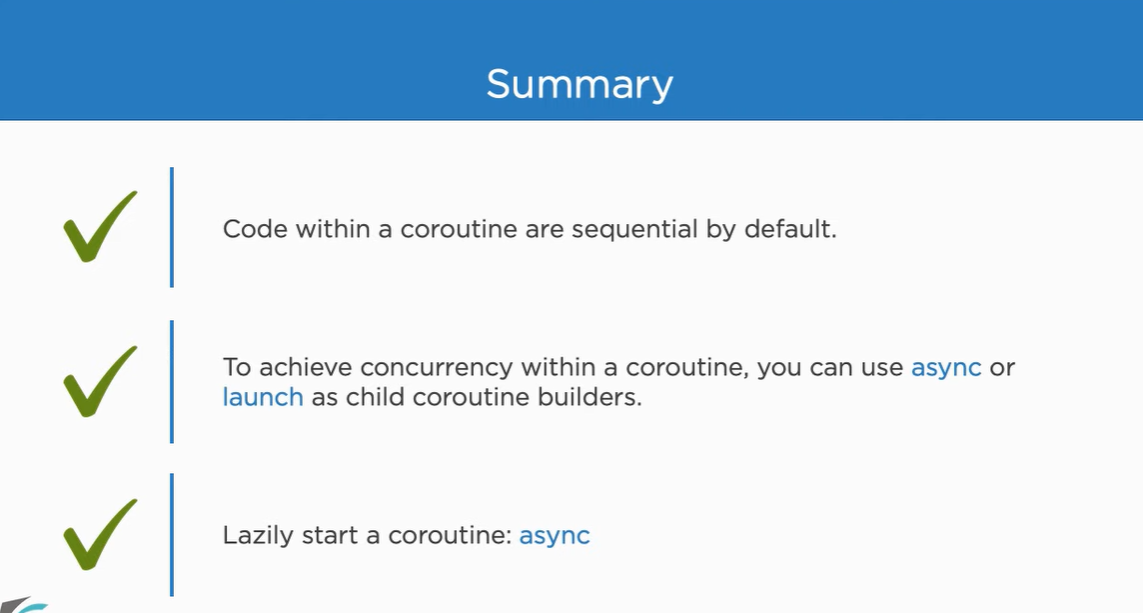 Summary
Code within a coroutine are sequential by default.
To achieve concurrency within a coroutine, you can use async or
launch as child coroutine builders.
Lazily start a coroutine: async